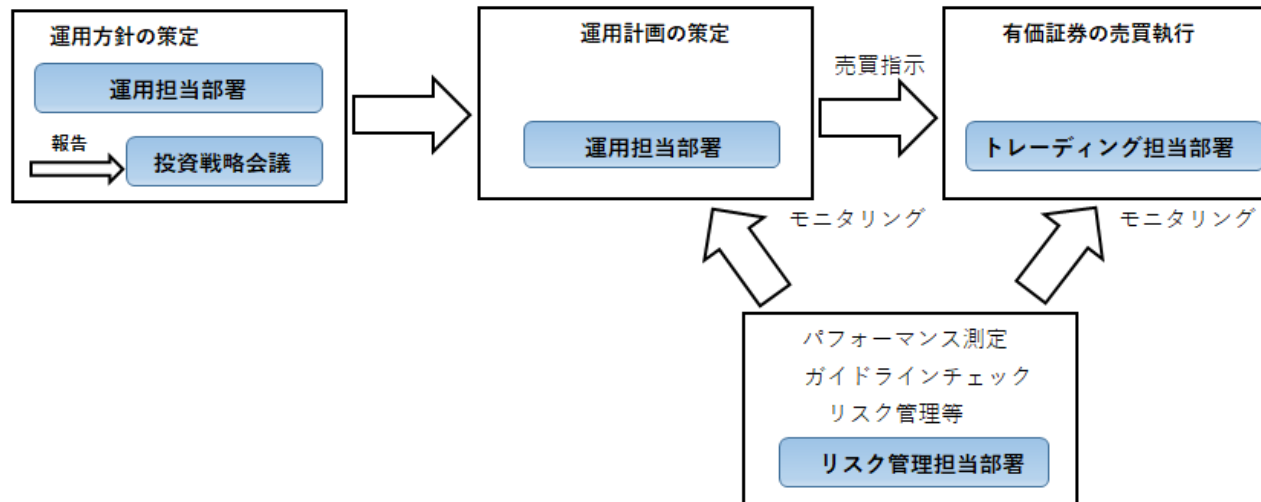 運用方針の策定
運用担当部署
報告
投資戦略会議
運用計画の策定
運用担当部署
売買指示
有価証券の売買執行
トレーディング担当部署
モニタリング
モニタリング
パフォーマンス測定
ガイドラインチェック
リスク管理等
リスク管理担当部署